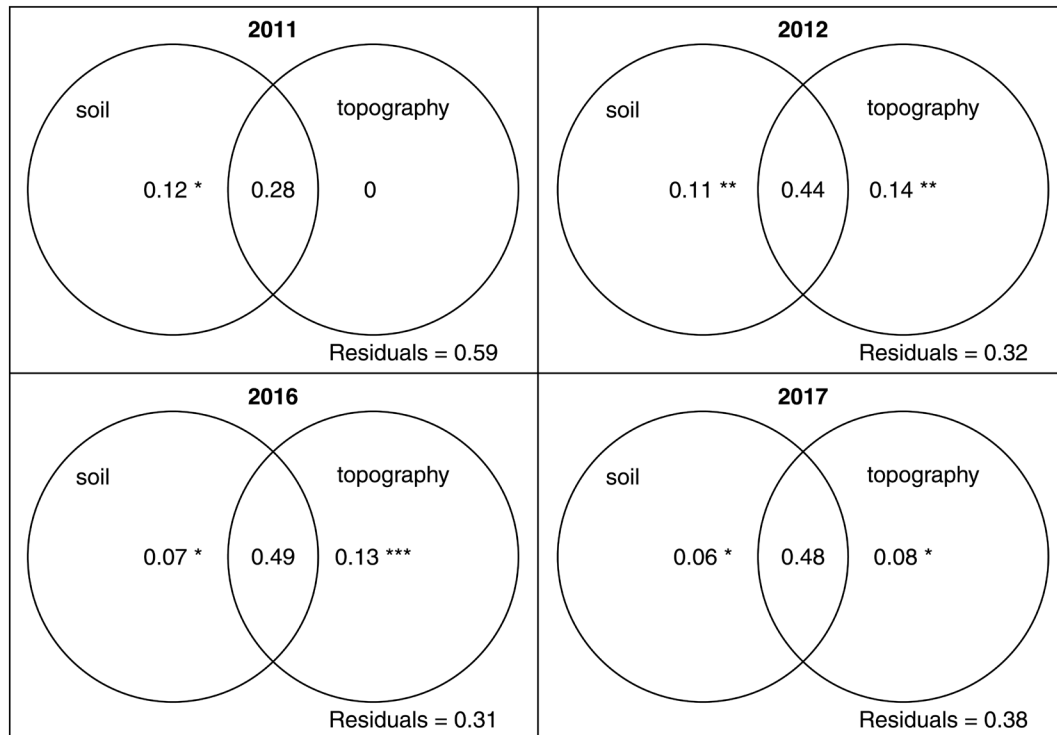 2011
soil
topography
0.12 *
0.28
0
Residuals = 0.59
2012
soil
topography
0.11 **
0.44
0.14 **
Residuals = 0.32
2016
soil
topography
0.07 *
0.49
0.13 ***
Residuals = 0.31
2017
soil
topography
0.06 *
0.48
0.08 *
Residuals = 0.38